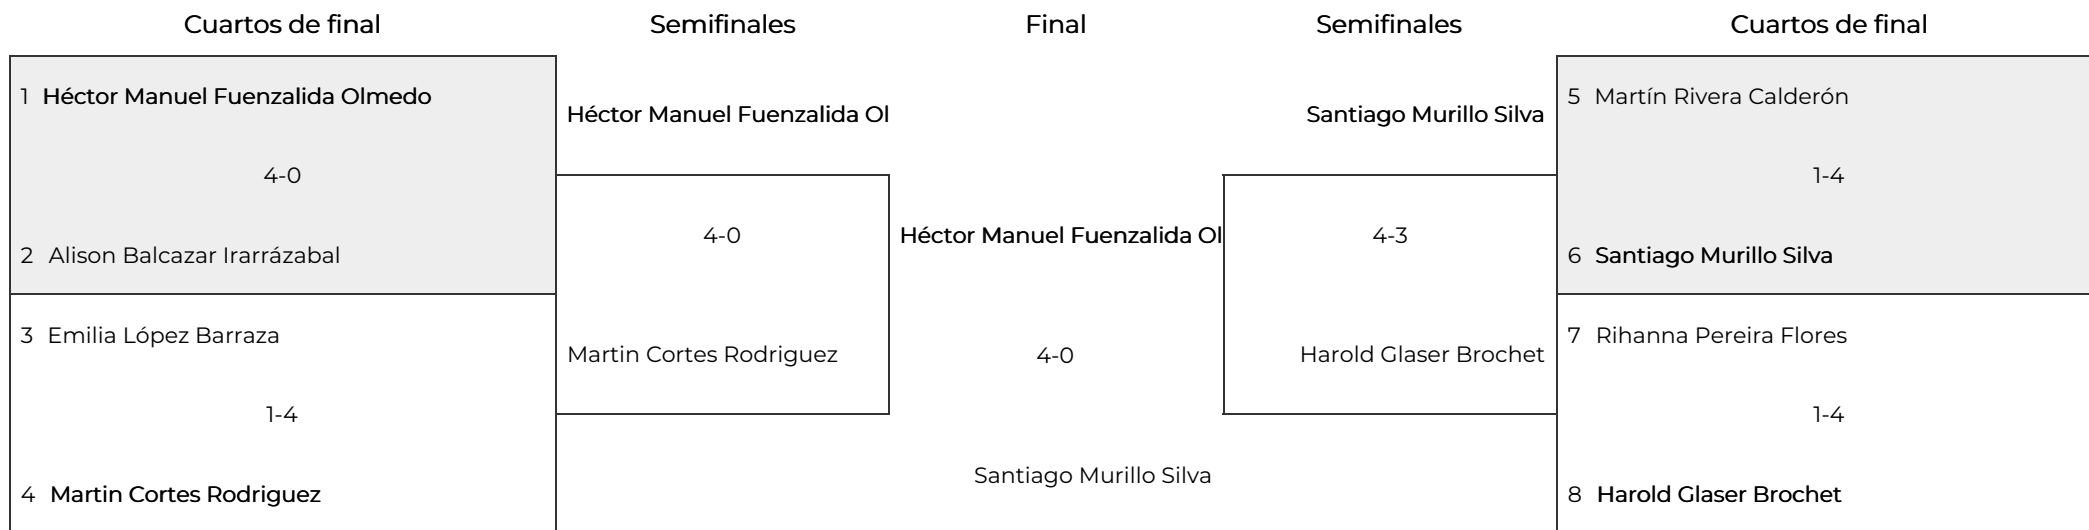 Cuartos de final
Semifinales
Final
Semifinales
Cuartos de final
1 Héctor Manuel Fuenzalida Olmedo
4-0
2 Alison Balcazar Irarrázabal
3 Emilia López Barraza
1-4
4 Martin Cortes Rodriguez
Héctor Manuel Fuenzalida Ol
4-0
Martin Cortes Rodriguez
Héctor Manuel Fuenzalida Ol
4-0
Santiago Murillo Silva
Santiago Murillo Silva
4-3
Harold Glaser Brochet
5 Martín Rivera Calderón
1-4
6 Santiago Murillo Silva
7 Rihanna Pereira Flores
1-4
8 Harold Glaser Brochet